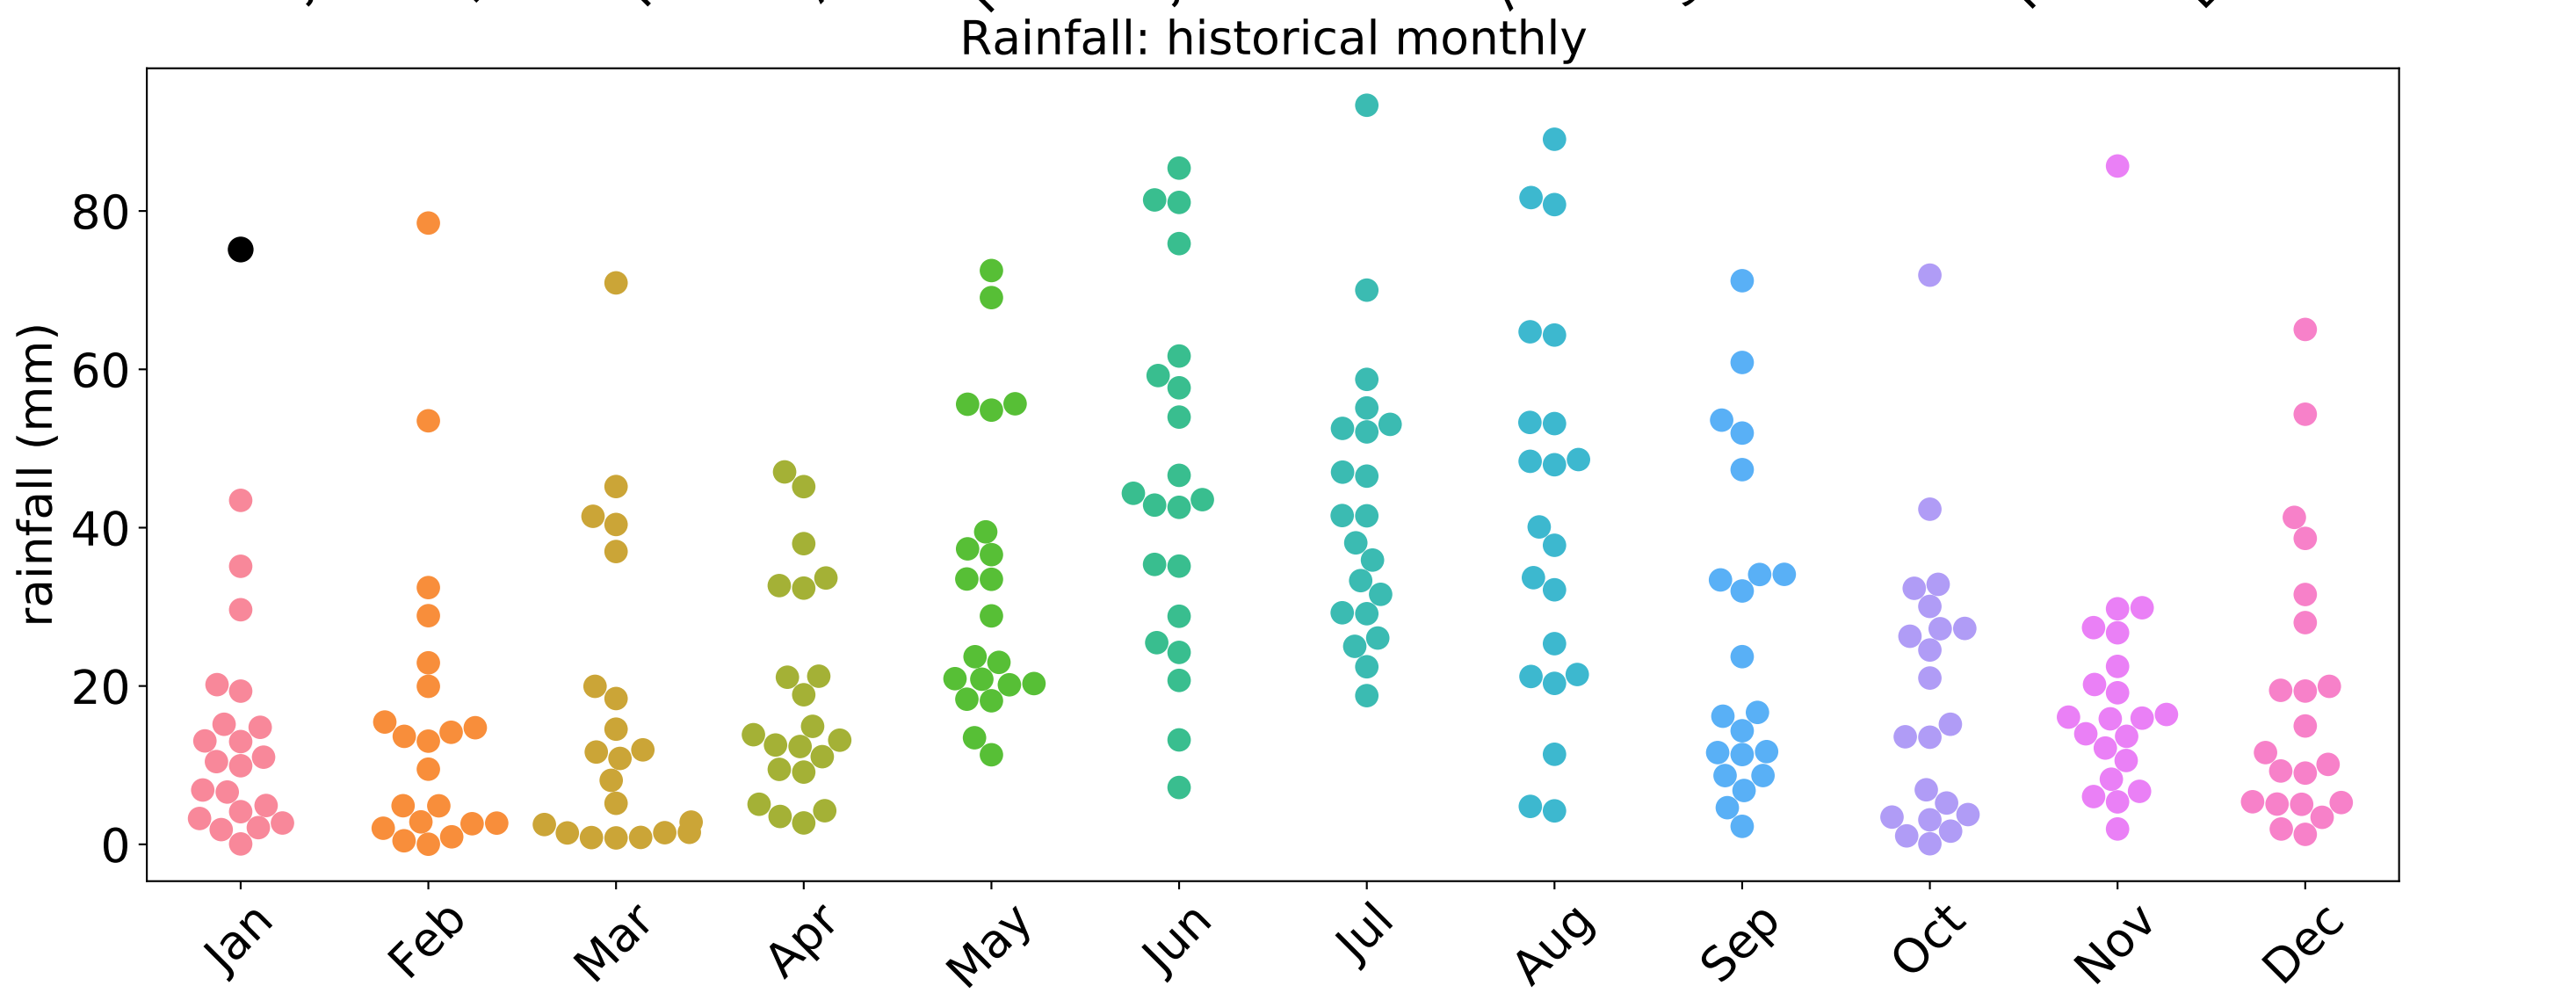 Rainfall: historical monthly
rainfall (mm)
80
60
40
20
0
Jan
Feb
Mar
Apr
May
Jun
Jul
Aug
Sep
Oct
Nov
Dec